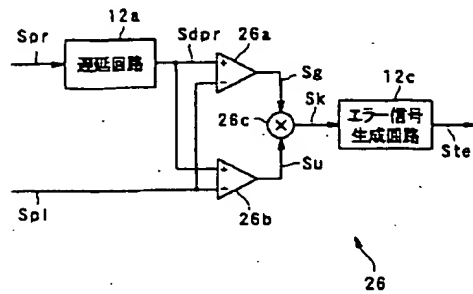 12a
Spr
遅延回路
Sdpr
26a
+
-
Sg
26c
×
Sk
12c
エラー信号
生成回路
Ste
Su
+
-
Spl
26b
26